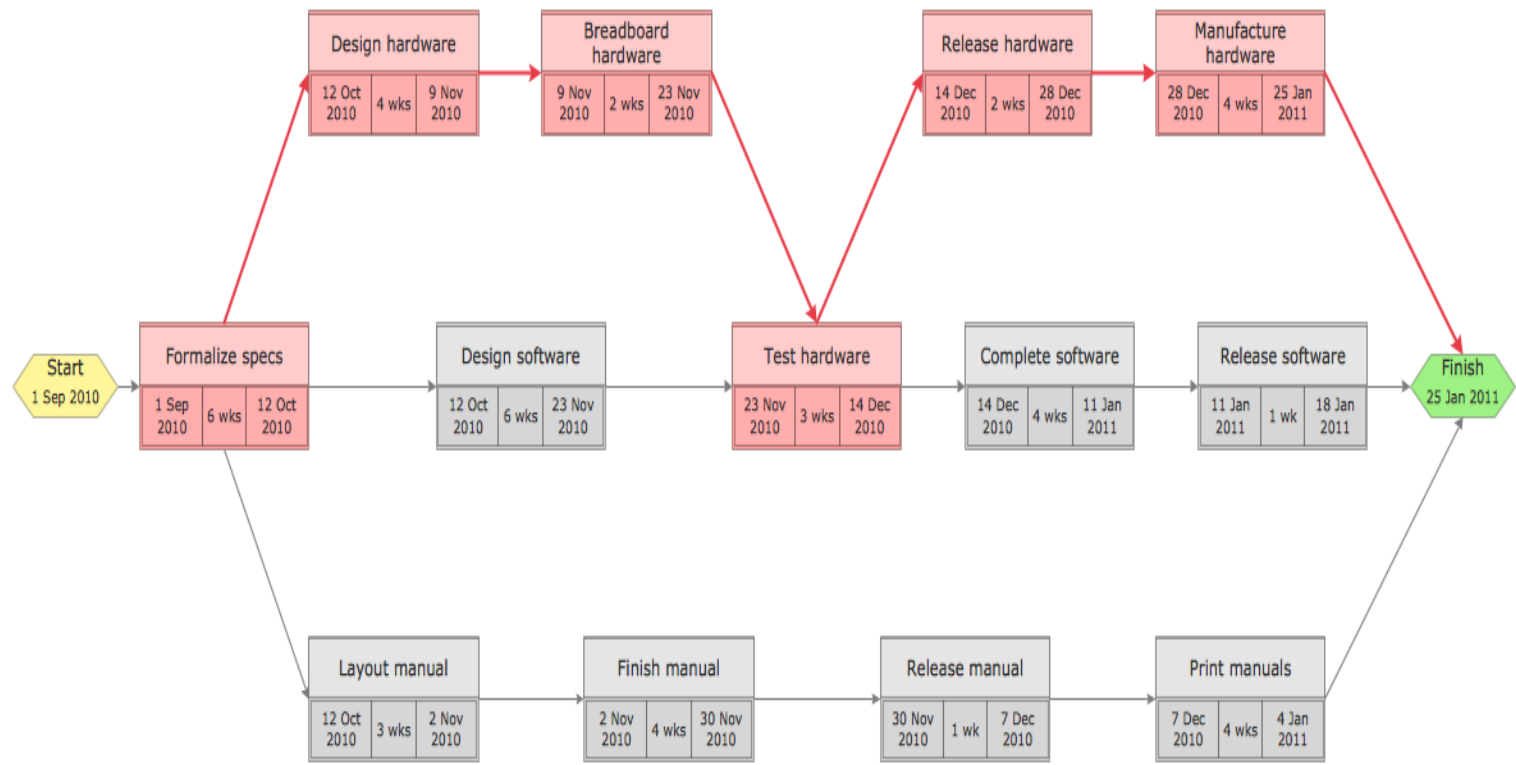 Design hardware
12 Oct
2010
4 wks
9 Nov
2010
Breadboard
hardware
9 Nov
2010
2 wks
23 Nov
2010
Release hardware
14 Dec
2010
2 wks
28 Dec
2010
Manufacture
hardware
28 Dec
2010
4 wks
25 Jan
2011
Start
1 Sep 2010
Formalize specs
1 Sep
2010
6 wks
12 Oct
2010
Design software
12 Oct
2010
6 wks
23 Nov
2010
Test hardware
23 Nov
2010
3 wks
14 Dec
2010
Complete software
14 Dec
2010
4 wks
11 Jan
2011
Release software
11 Jan
2011
1 wk
18 Jan
2011
Finish
25 Jan 2011
Layout manual
12 Oct
2010
3 wks
2 Nov
2010
Finish manual
2 Nov
2010
4 wks
30 Nov
2010
Release manual
30 Nov
2010
1 wk
7 Dec
2010
Print manuals
7 Dec
2010
4 wks
4 Jan
2011